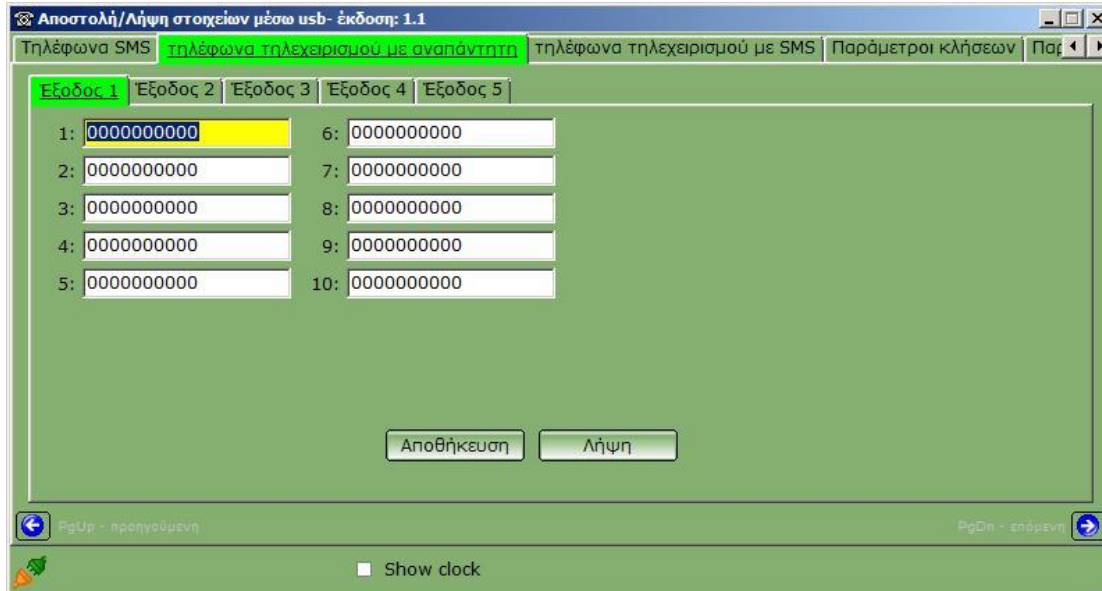 Αποστολή/Λήψη στοιχείων μέσω usb- έκδοση: 1.1
Τηλέφωνα SMS τηλέφωνα τηλεχειρισμού με αναπάντητη τηλέφωνα τηλεχειρισμού με SMS Παράμετροι κλήσεων Παρ
Έξοδος 1 Έξοδος 2 Έξοδος 3 Έξοδος 4 Έξοδος 5
1: 0000000000 6: 0000000000
2: 0000000000 7: 0000000000
3: 0000000000 8: 0000000000
4: 0000000000 9: 0000000000
5: 0000000000 10: 0000000000
Αποθήκευση Λήψη
PgUp - προηγούμενη PgDn - επόμενη
Show clock